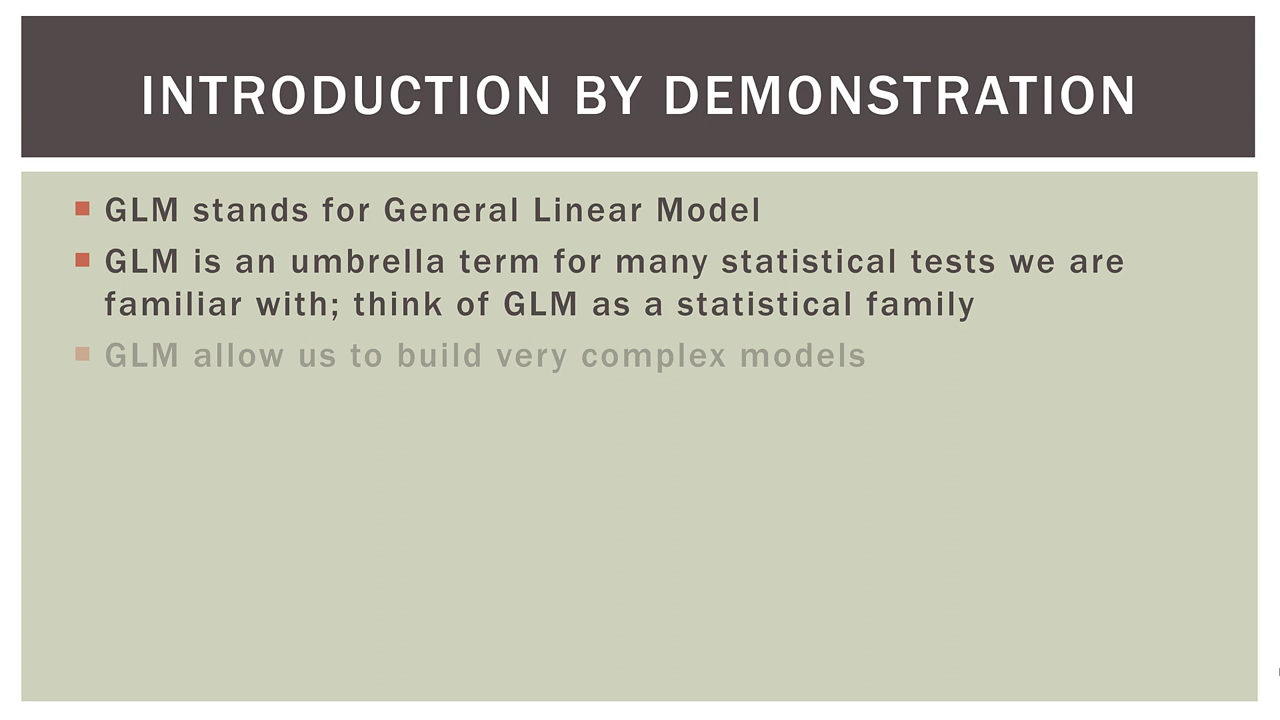 INTRODUCTION BY DEMONSTRATION
GLM stands for General Linear Model
GLM is an umbrella term for many statistical tests we are
familiar with; think of GLM as a statistical family
GLM allow us to build very complex models